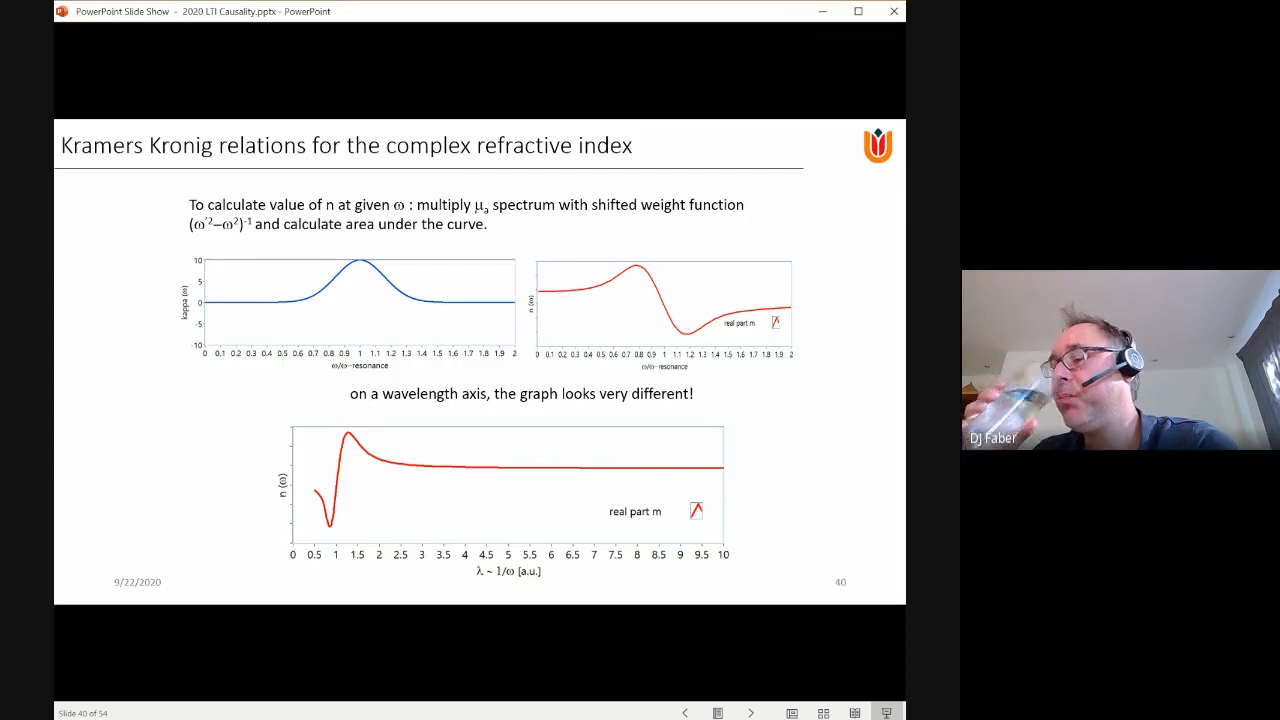 PowerPoint Slide Show - 2020 LTI Causality.pptx - PowerPoint
Kramers Kronig relations for the complex refractive index
To calculate value of n at given ω : multiply μa spectrum with shifted weight function
(ω'2−ω2)-1 and calculate area under the curve.
kappa (ω)
10
5
0
-5
-10
0 0.1 0.2 0.3 0.4 0.5 0.6 0.7 0.8 0.9 1 1.1 1.2 1.3 1.4 1.5 1.6 1.7 1.8 1.9 2
ω/ω−resonance
n (ω)
real part m
0 0.1 0.2 0.3 0.4 0.5 0.6 0.7 0.8 0.9 1 1.1 1.2 1.3 1.4 1.5 1.6 1.7 1.8 1.9 2
ω/ω−resonance
on a wavelength axis, the graph looks very different!
n (ω)
real part m
0 0.5 1 1.5 2 2.5 3 3.5 4 4.5 5 5.5 6 6.5 7 7.5 8 8.5 9 9.5 10
λ ~ 1/ω [a.u.]
9/22/2020
40
Slide 40 of 54
DJ Faber